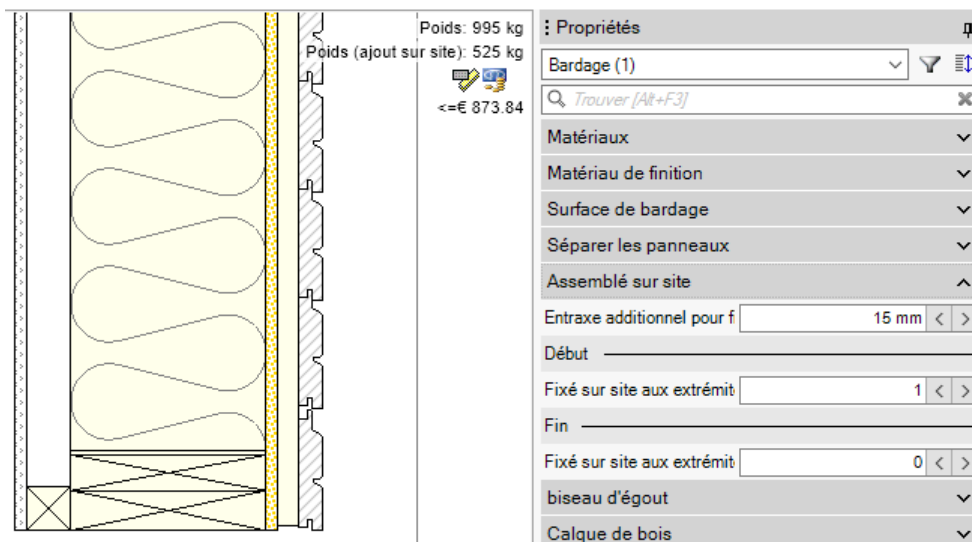 Poids: 995 kg
Poids (ajout sur site): 525 kg
<=€ 873.84
Propriétés
Bardage (1)
Trouver [Alt+F3]
Matériaux
Matériau de finition
Surface de bardage
Séparer les panneaux
Assemblé sur site
Entraxe additionnel pour f 15 mm
Début
Fixé sur site aux extrémit 1
Fin
Fixé sur site aux extrémit 0
biseau d'égout
Calque de bois